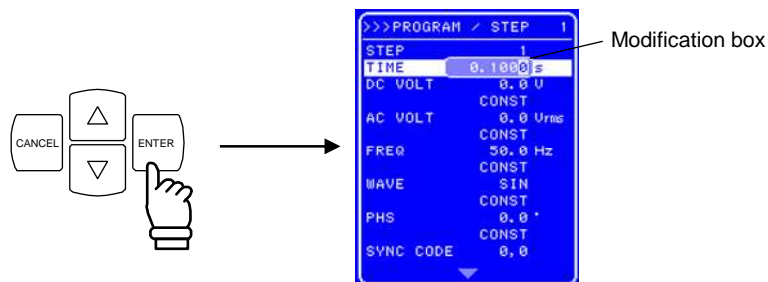 CANCEL
ENTER
>>>PROGRAM / STEP 1
STEP 1
TIME 0.1000 s
DC VOLT 0.0 V
CONST
AC VOLT 0.0 Vrms
CONST
FREQ 50.0 Hz
CONST
WAVE SIN
CONST
PHS 0.0 °
CONST
SYNC CODE 0,0
Modification box